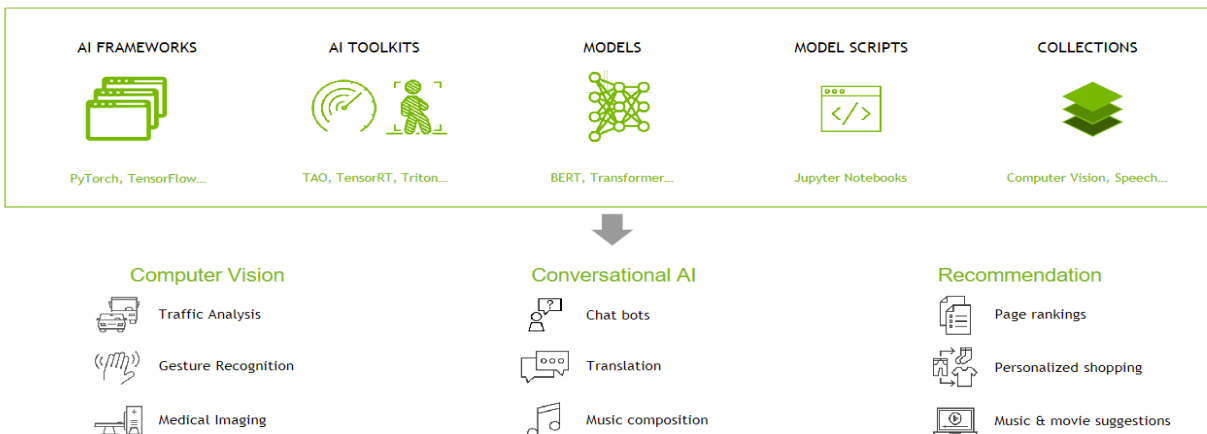 AI FRAMEWORKS
AI TOOLKITS
MODELS
MODEL SCRIPTS
COLLECTIONS
</>
PyTorch, TensorFlow...
TAO, TensorRT, Triton...
BERT, Transformer...
Jupyter Notebooks
Computer Vision, Speech...
Computer Vision
Traffic Analysis
Gesture Recognition
Medical Imaging
Conversational AI
?
Chat bots
Translation
Music composition
Recommendation
Page rankings
Personalized shopping
Music & movie suggestions